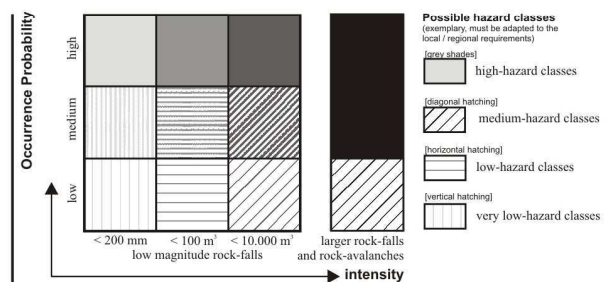 Occurrence Probability
high
medium
low
< 200 mm
< 100 m³
< 10.000 m³
low magnitude rock-falls
larger rock-falls
and rock-avalanches
intensity
Possible hazard classes
(exemplary, must be adapted to the
local / regional requirements)
[grey shades]
high-hazard classes
[diagonal hatching]
medium-hazard classes
[horizontal hatching]
low-hazard classes
[vertical hatching]
very low-hazard classes